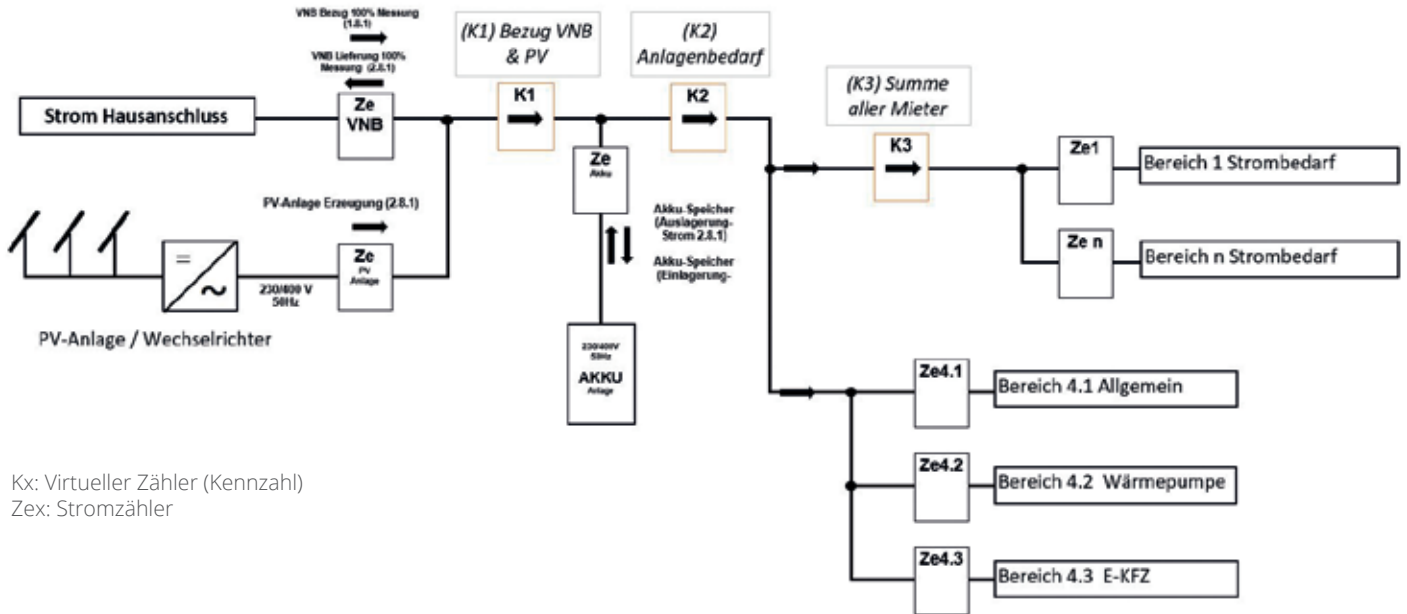 VNB Bezug 100% Messung
(1.8.1)
VNB Lieferung 100%
Messung (2.8.1)
Strom Hausanschluss
Ze
VNB
(K1) Bezug VNB
& PV
K1
(K2)
Anlagenbedarf
K2
(K3) Summe
aller Mieter
K3
Ze1
Bereich 1 Strombedarf
Ze n
Bereich n Strombedarf
Ze
Akku
Akku-Speicher
(Auslagerung-
Strom 2.8.1)
Akku-Speicher
(Einlagerung-
PV-Anlage Erzeugung (2.8.1)
Ze
PV
Anlage
=
~
230/400 V
50Hz
PV-Anlage / Wechselrichter
230/400V
50Hz
AKKU
Anlage
Ze4.1
Bereich 4.1 Allgemein
Ze4.2
Bereich 4.2 Wärmepumpe
Ze4.3
Bereich 4.3 E-KFZ
Kx: Virtueller Zähler (Kennzahl)
Zex: Stromzähler